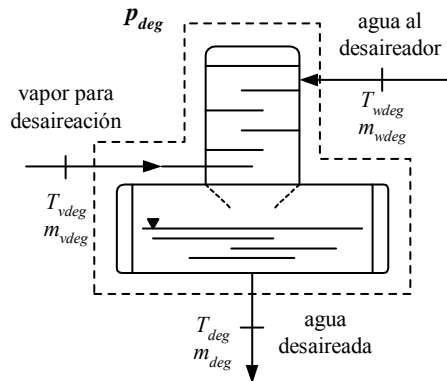 p_deg
agua al
desaireador
T_wdeg
m_wdeg
vapor para
desaireación
T_vdeg
m_vdeg
T_deg
m_deg
agua
desaireada